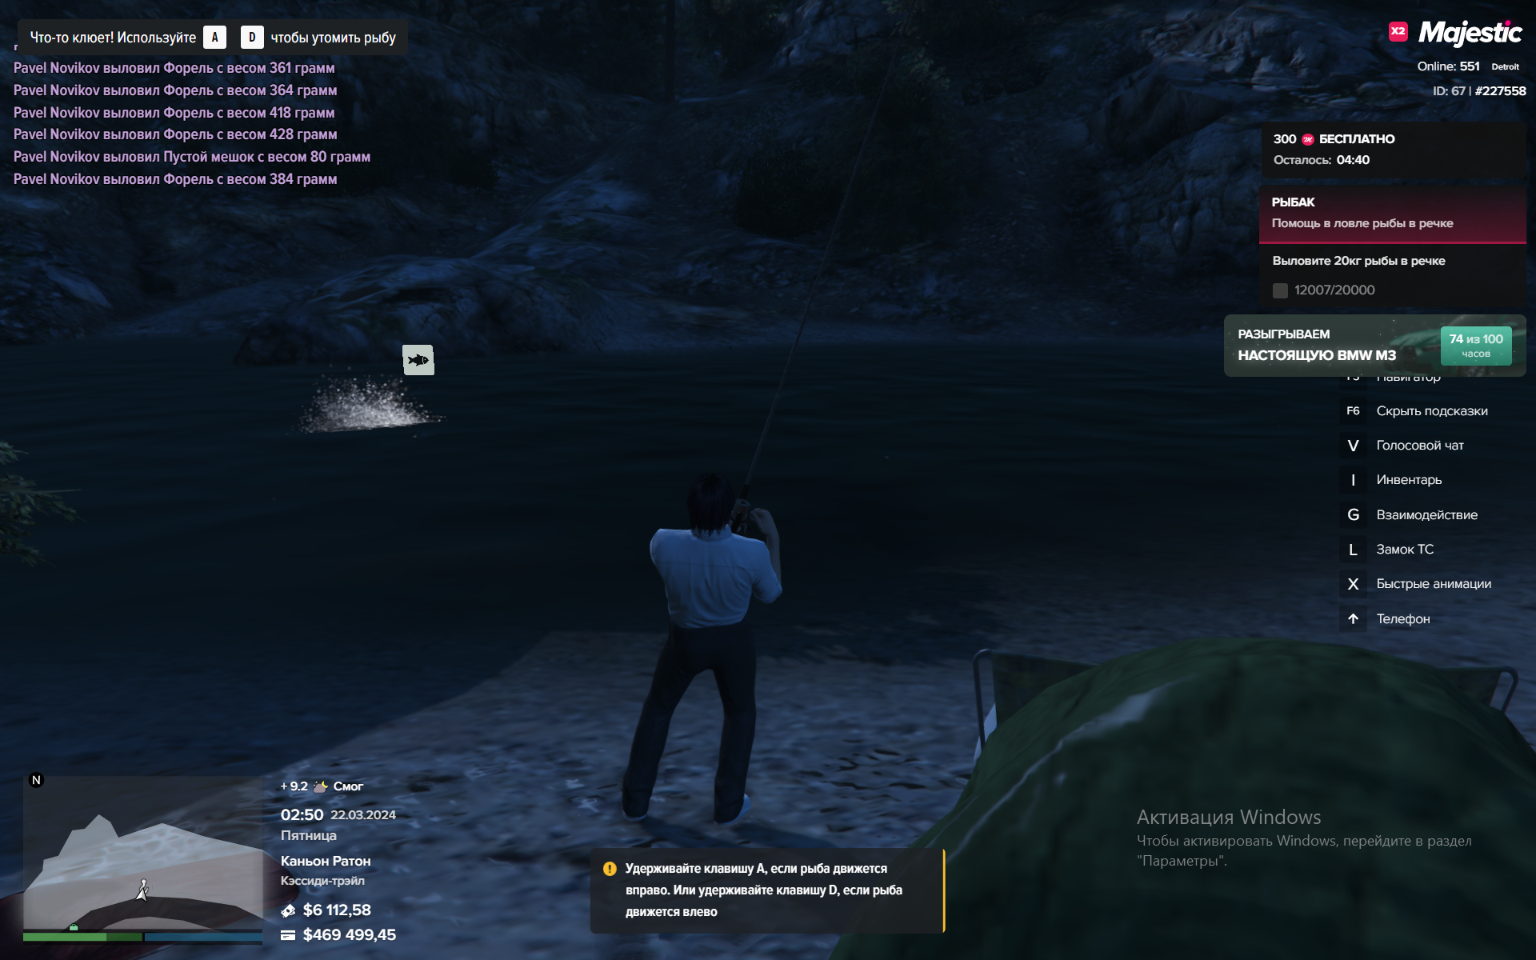 Что-то клюет! Используйте A D чтобы утомить рыбу
Pavel Novikov выловил Форель с весом 361 грамм
Pavel Novikov выловил Форель с весом 364 грамм
Pavel Novikov выловил Форель с весом 418 грамм
Pavel Novikov выловил Форель с весом 428 грамм
Pavel Novikov выловил Пустой мешок с весом 80 грамм
Pavel Novikov выловил Форель с весом 384 грамм
X2 Majestic
Online: 551 Detroit
ID: 67 | #227558
300 БЕСПЛАТНО
Осталось: 04:40
РЫБАК
Помощь в ловле рыбы в речке
Выловите 20кг рыбы в речке
12007/20000
РАЗЫГРЫВАЕМ
НАСТОЯЩУЮ BMW M3
74 из 100
часов
Навигатор
F6 Скрыть подсказки
V Голосовой чат
I Инвентарь
G Взаимодействие
L Замок ТС
X Быстрые анимации
Телефон
N
+ 9.2 Смог
02:50 22.03.2024
Пятница
Каньон Ратон
Кэссиди-трэйл
$6 112,58
$469 499,45
Удерживайте клавишу A, если рыба движется
вправо. Или удерживайте клавишу D, если рыба
движется влево
Активация Windows
Чтобы активировать Windows, перейдите в раздел
"Параметры".